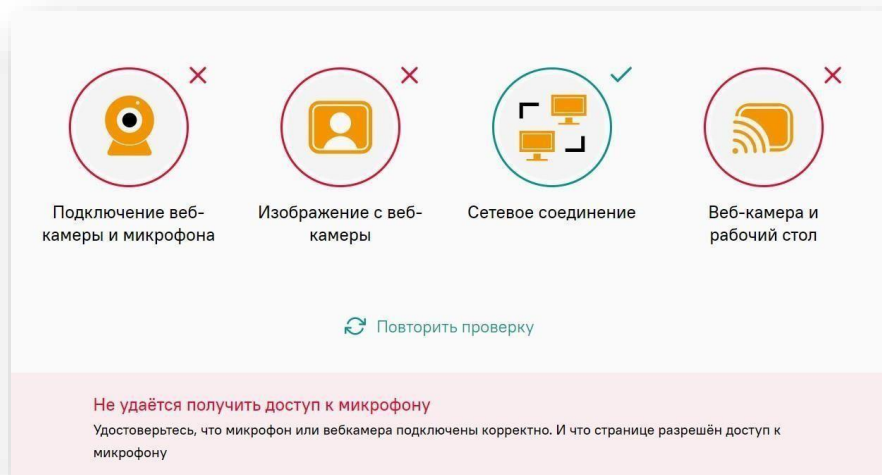 Подключение веб-
камеры и микрофона
Изображение с веб-
камеры
Сетевое соединение
Веб-камера и
рабочий стол
Повторить проверку
Не удаётся получить доступ к микрофону
Удостоверьтесь, что микрофон или вебкамера подключены корректно. И что странице разрешён доступ к
микрофону